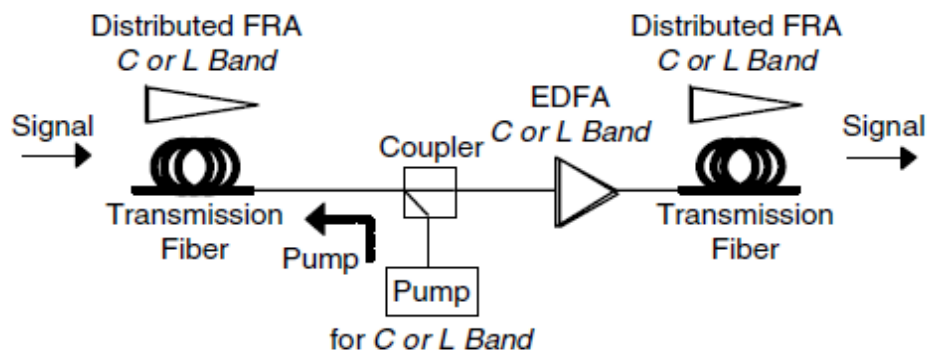 Distributed FRA
C or L Band
Signal
Transmission
Fiber
Pump
Coupler
Pump
for C or L Band
EDFA
C or L Band
Distributed FRA
C or L Band
Transmission
Fiber
Signal